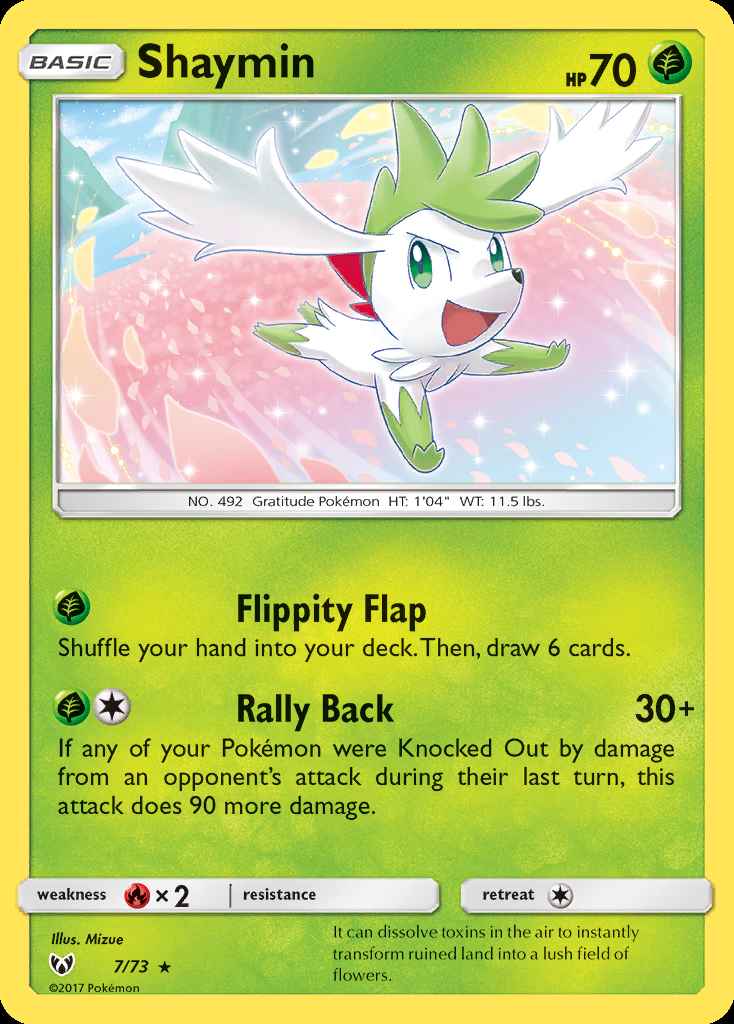 BASIC Shaymin HP70
NO. 492 Gratitude Pokémon HT: 1'04" WT: 11.5 lbs.
Flippity Flap
Shuffle your hand into your deck. Then, draw 6 cards.
Rally Back 30+
If any of your Pokémon were Knocked Out by damage
from an opponent's attack during their last turn, this
attack does 90 more damage.
weakness × 2 resistance retreat
Illus. Mizue
7/73
©2017 Pokémon
It can dissolve toxins in the air to instantly
transform ruined land into a lush field of
flowers.